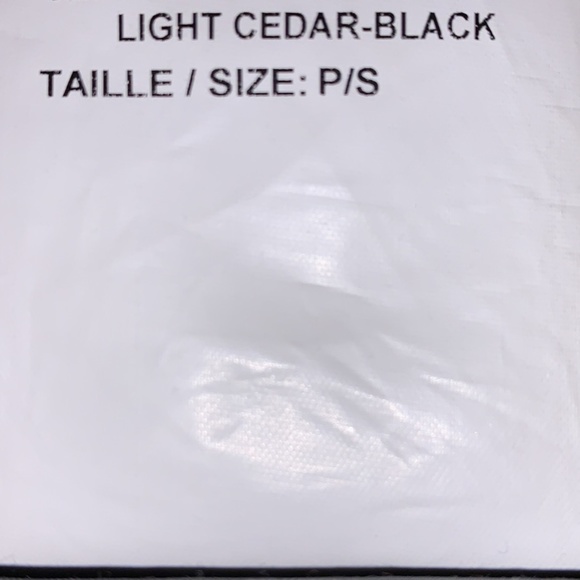 LIGHT CEDAR-BLACK
TAILLE / SIZE: P/S